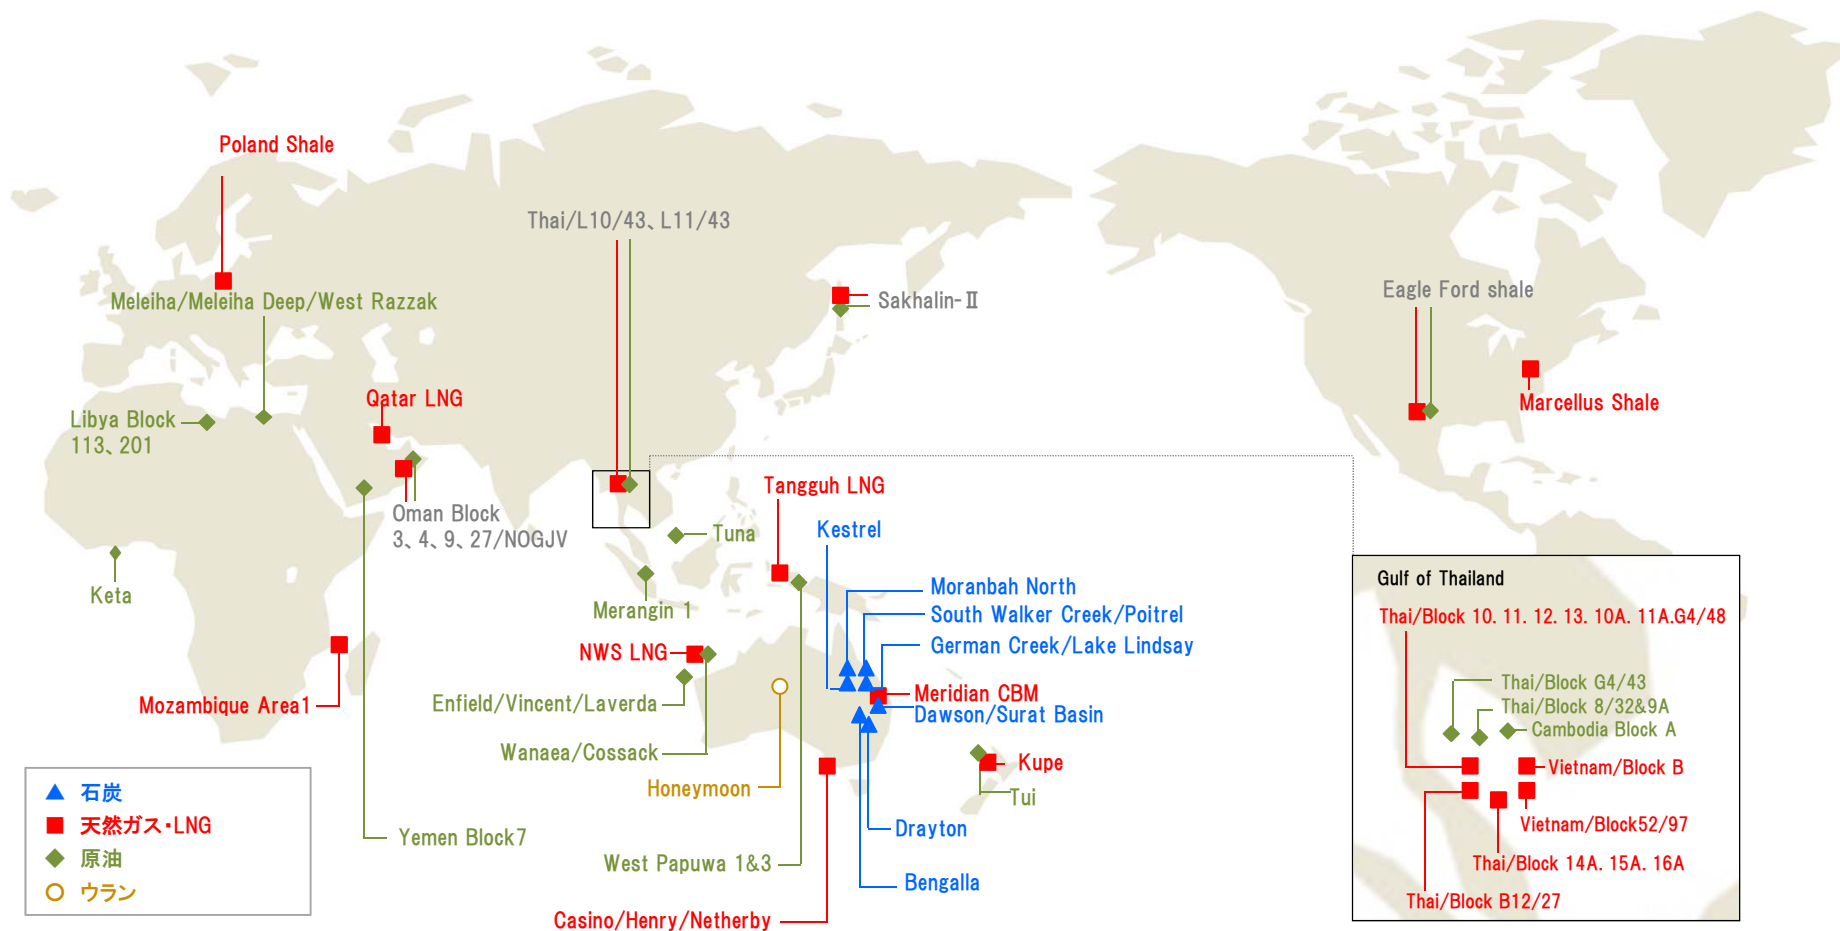 Poland Shale
Thai/L10/43、L11/43
Meleiha/Meleiha Deep/West Razzak
Sakhalin-Ⅱ
Eagle Ford shale
Qatar LNG
Marcellus Shale
Libya Block
113、201
Tangguh LNG
Oman Block
3、4、9、27/NOGJV
Kestrel
Tuna
Keta
Merangin 1
Moranbah North
South Walker Creek/Poitrel
German Creek/Lake Lindsay
NWS LNG
Mozambique Area1
Enfield/Vincent/Laverda
Meridian CBM
Dawson/Surat Basin
Wanaea/Cossack
Honeymoon
Kupe
Tui
Drayton
Yemen Block7
West Papuwa 1&3
Bengalla
Casino/Henry/Netherby
石炭
天然ガス・LNG
原油
ウラン
Gulf of Thailand
Thai/Block 10. 11. 12. 13. 10A. 11A.G4/48
Thai/Block G4/43
Thai/Block 8/32&9A
Cambodia Block A
Vietnam/Block B
Vietnam/Block52/97
Thai/Block 14A. 15A. 16A
Thai/Block B12/27